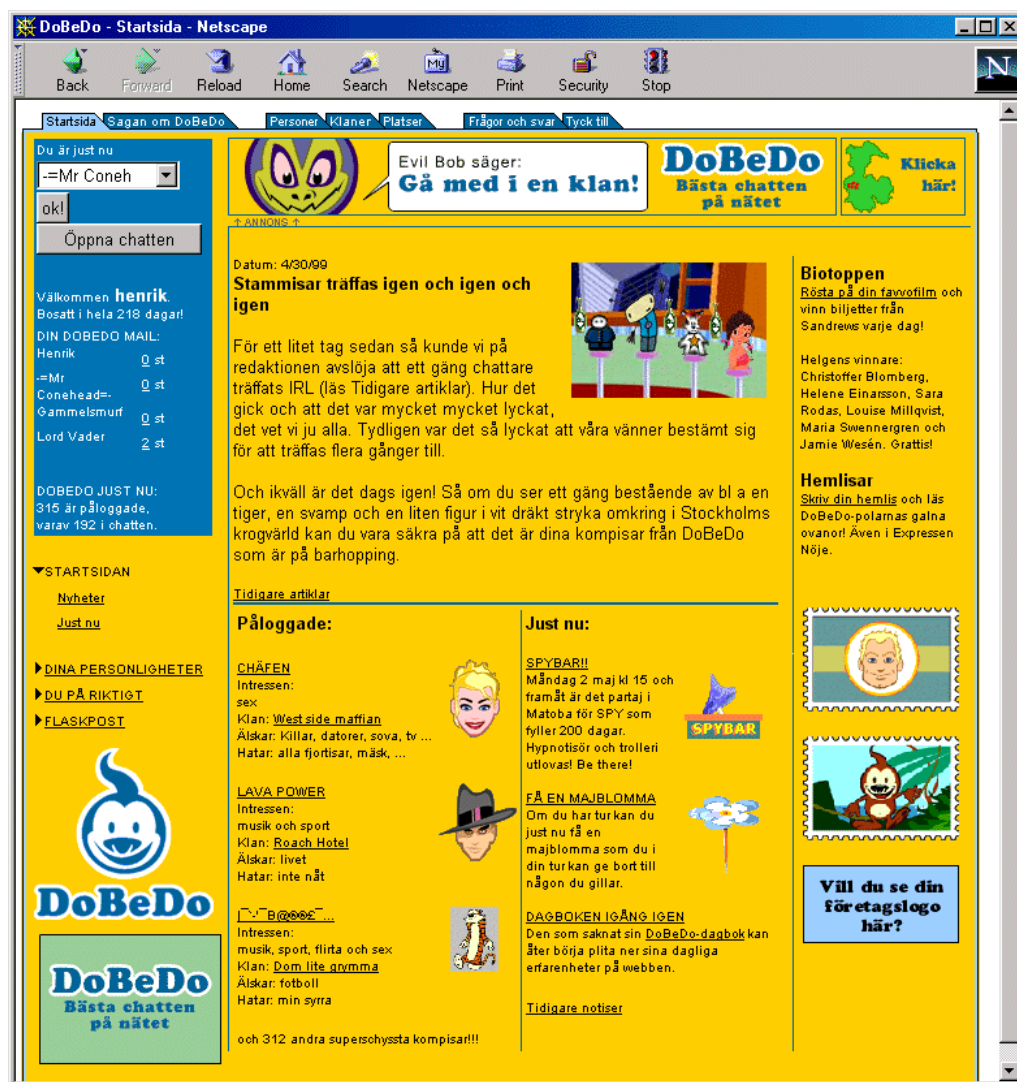 DoBeDo - Startsida - Netscape
Back
Forward
Reload
Home
Search
Netscape
Print
Security
Stop
My
N
Startsida
Sagan om DoBeDo
Personer
Klaner
Platser
Frågor och svar
Tyck till
Du är just nu
-=Mr Coneh
ok!
Öppna chatten
Välkommen henrik.
Bosatt i hela 218 dagar!
DIN DOBEDO MAIL:
Henrik 0 st
-=Mr
Conehead=- 0 st
Gammelsmurf 0 st
Lord Vader 2 st
DOBEDO JUST NU:
315 är påloggade,
varav 192 i chatten.
STARTSIDAN
Nyheter
Just nu
DINA PERSONLIGHETER
DU PÅ RIKTIGT
FLASKPOST
DoBeDo
DoBeDo
Bästa chatten
på nätet
Evil Bob säger:
Gå med i en klan!
DoBeDo
Bästa chatten
på nätet
Klicka
här!
↑ ANNONS ↑
Datum: 4/30/99
Stammisar träffas igen och igen och
igen
För ett litet tag sedan så kunde vi på
redaktionen avslöja att ett gäng chattare
träffats IRL (läs Tidigare artiklar). Hur det
gick och att det var mycket mycket lyckat,
det vet vi ju alla. Tydligen var det så lyckat att våra vänner bestämt sig
för att träffas flera gånger till.
Och ikväll är det dags igen! Så om du ser ett gäng bestående av bl a en
tiger, en svamp och en liten figur i vit dräkt stryka omkring i Stockholms
krogvärld kan du vara säkra på att det är dina kompisar från DoBeDo
som är på barhopping.
Tidigare artiklar
Påloggade:
CHÄFEN
Intressen:
sex
Klan: West side maffian
Älskar: Killar, datorer, sova, tv ...
Hatar: alla fjortisar, mäsk, ...
LAVA POWER
Intressen:
musik och sport
Klan: Roach Hotel
Älskar: livet
Hatar: inte nåt
|¯\-´¯B@®®£¯...
Intressen:
musik, sport, flirta och sex
Klan: Dom lite grymma
Älskar: fotboll
Hatar: min syrra
och 312 andra superschyssta kompisar!!!
Just nu:
SPYBAR!!
Måndag 2 maj kl 15 och
framåt är det partaj i
Matoba för SPY som
fyller 200 dagar.
Hypnotisör och trolleri
utlovas! Be there!
SPYBAR
FÅ EN MAJBLOMMA
Om du har tur kan du
just nu få en
majblomma som du i
din tur kan ge bort till
någon du gillar.
DAGBOKEN IGÅNG IGEN
Den som saknat sin DoBeDo-dagbok kan
åter börja plita ner sina dagliga
erfarenheter på webben.
Tidigare notiser
Biotoppen
Rösta på din favvofilm och
vinn biljetter från
Sandrews varje dag!
Helgens vinnare:
Christoffer Blomberg,
Helene Einarsson, Sara
Rodas, Louise Millqvist,
Maria Swennergren och
Jamie Wesén. Grattis!
Hemlisar
Skriv din hemlis och läs
DoBeDo-polarnas galna
ovanor! Även i Expressen
Nöje.
Vill du se din
företagslogo
här?